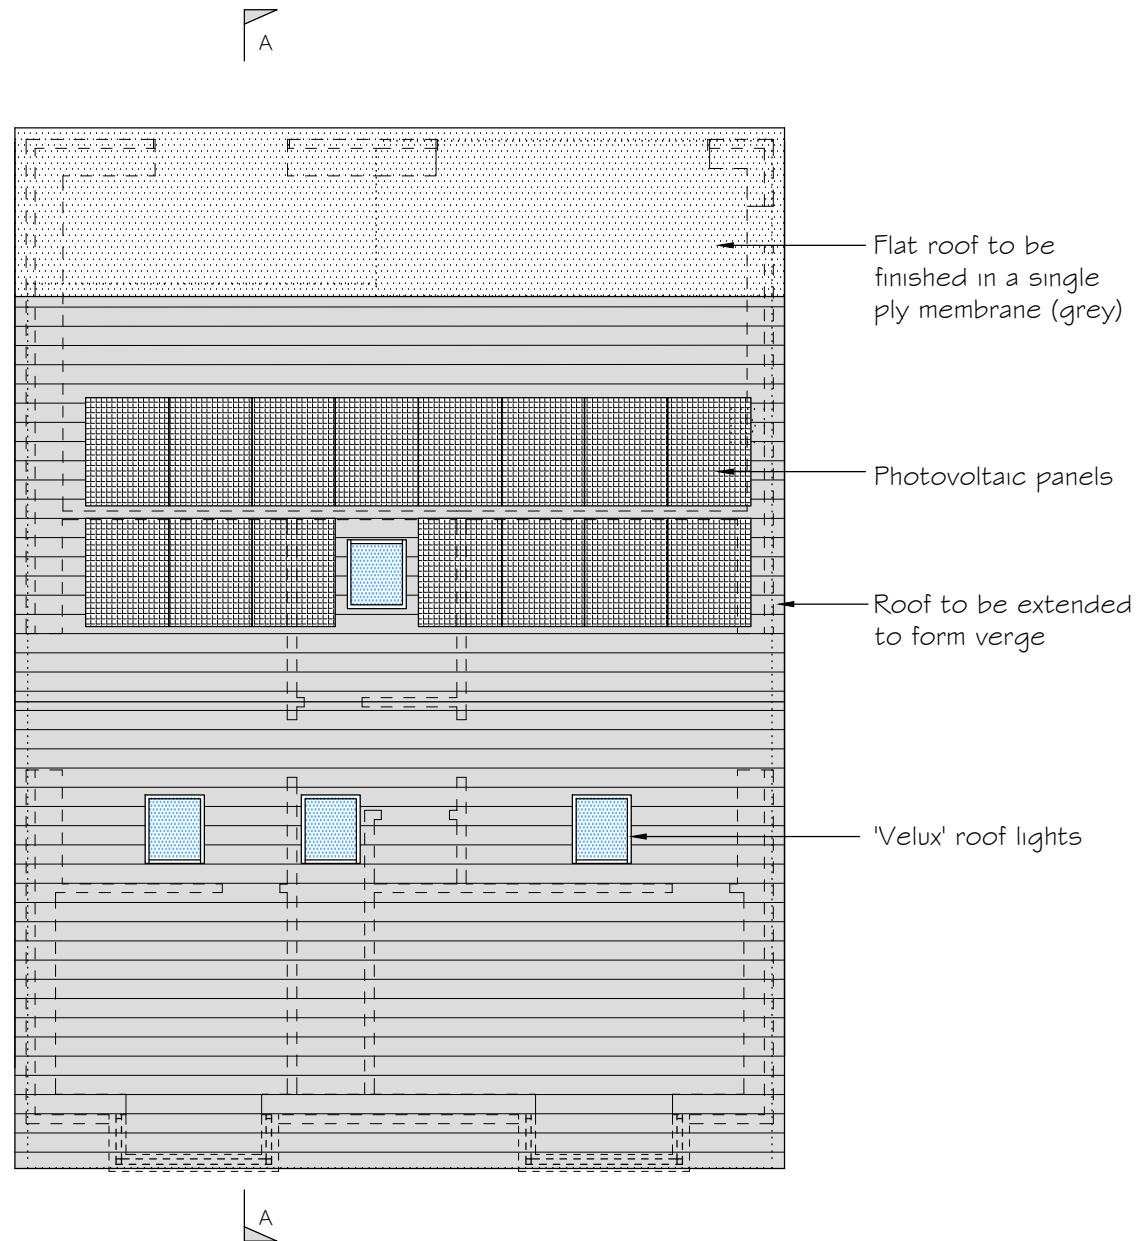 A
Flat roof to be
finished in a single
ply membrane (grey)
Photovoltaic panels
Roof to be extended
to form verge
'Velux' roof lights
A